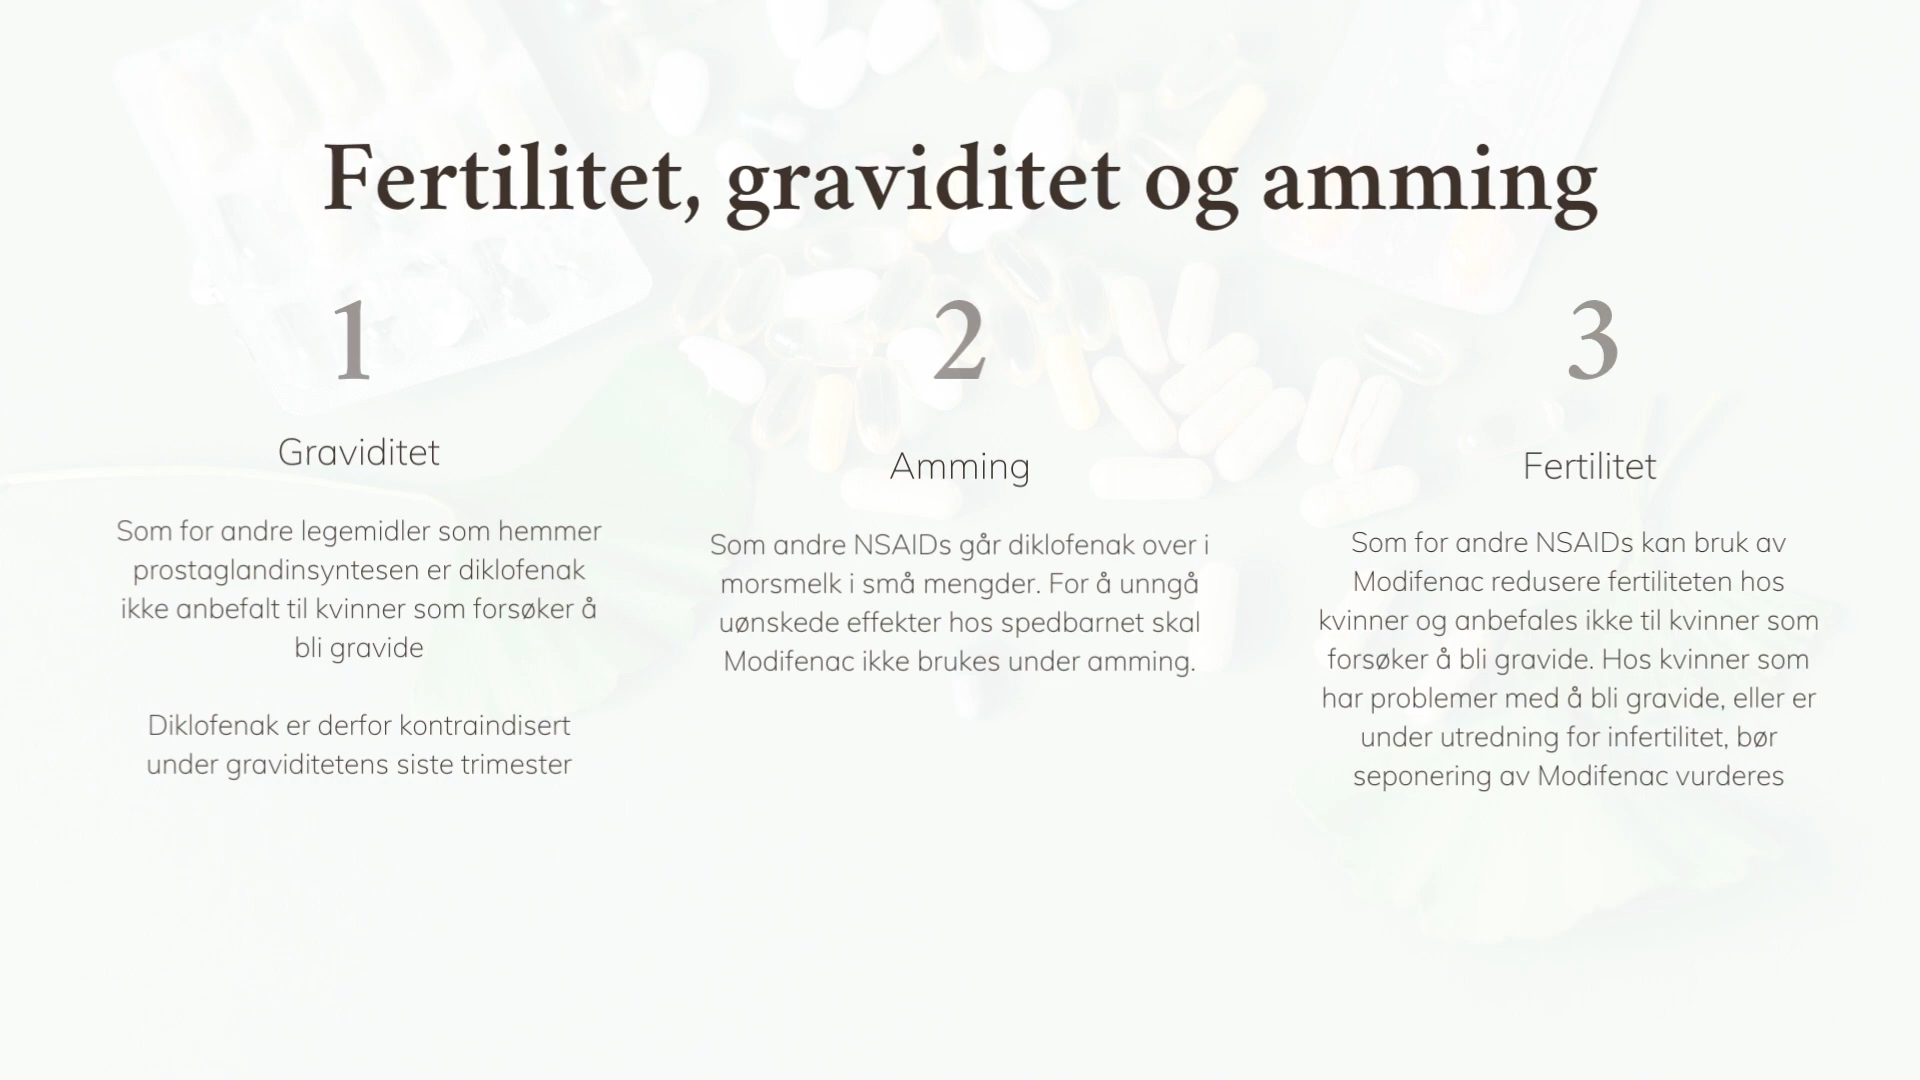 Fertilitet, graviditet og amming
1
Graviditet
Som for andre legemidler som hemmer
prostaglandinsyntesen er diklofenak
ikke anbefalt til kvinner som forsøker å
bli gravide
Diklofenak er derfor kontraindisert
under graviditetens siste trimester
2
Amming
Som andre NSAIDs går diklofenak over i
morsmelk i små mengder. For å unngå
uønskede effekter hos spedbarnet skal
Modifenac ikke brukes under amming.
3
Fertilitet
Som for andre NSAIDs kan bruk av
Modifenac redusere fertiliteten hos
kvinner og anbefales ikke til kvinner som
forsøker å bli gravide. Hos kvinner som
har problemer med å bli gravide, eller er
under utredning for infertilitet, bør
seponering av Modifenac vurderes